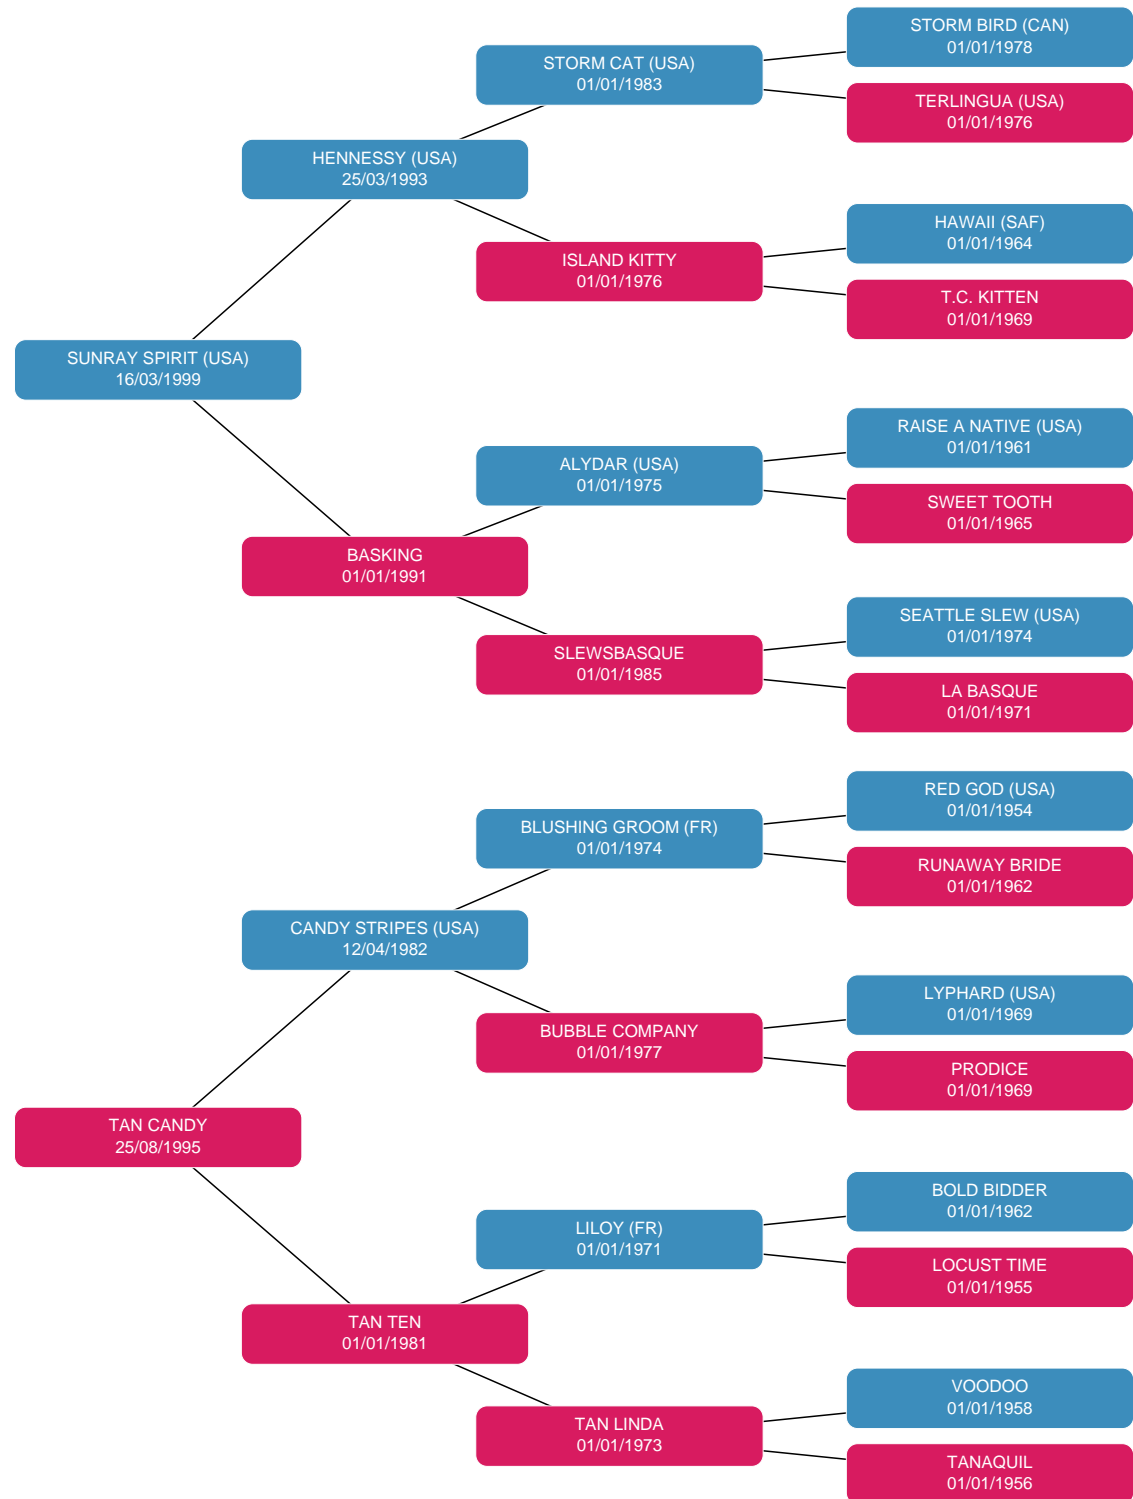 STORM BIRD (CAN)
01/01/1978
STORM CAT (USA)
01/01/1983
TERLINGUA (USA)
01/01/1976
HENNESSY (USA)
25/03/1993
HAWAII (SAF)
01/01/1964
ISLAND KITTY
01/01/1976
T.C. KITTEN
01/01/1969
SUNRAY SPIRIT (USA)
16/03/1999
RAISE A NATIVE (USA)
01/01/1961
ALYDAR (USA)
01/01/1975
SWEET TOOTH
01/01/1965
BASKING
01/01/1991
SEATTLE SLEW (USA)
01/01/1974
SLEWSBASQUE
01/01/1985
LA BASQUE
01/01/1971
RED GOD (USA)
01/01/1954
BLUSHING GROOM (FR)
01/01/1974
RUNAWAY BRIDE
01/01/1962
CANDY STRIPES (USA)
12/04/1982
LYPHARD (USA)
01/01/1969
BUBBLE COMPANY
01/01/1977
PRODICE
01/01/1969
TAN CANDY
25/08/1995
BOLD BIDDER
01/01/1962
LILOY (FR)
01/01/1971
LOCUST TIME
01/01/1955
TAN TEN
01/01/1981
VOODOO
01/01/1958
TAN LINDA
01/01/1973
TANAQUIL
01/01/1956